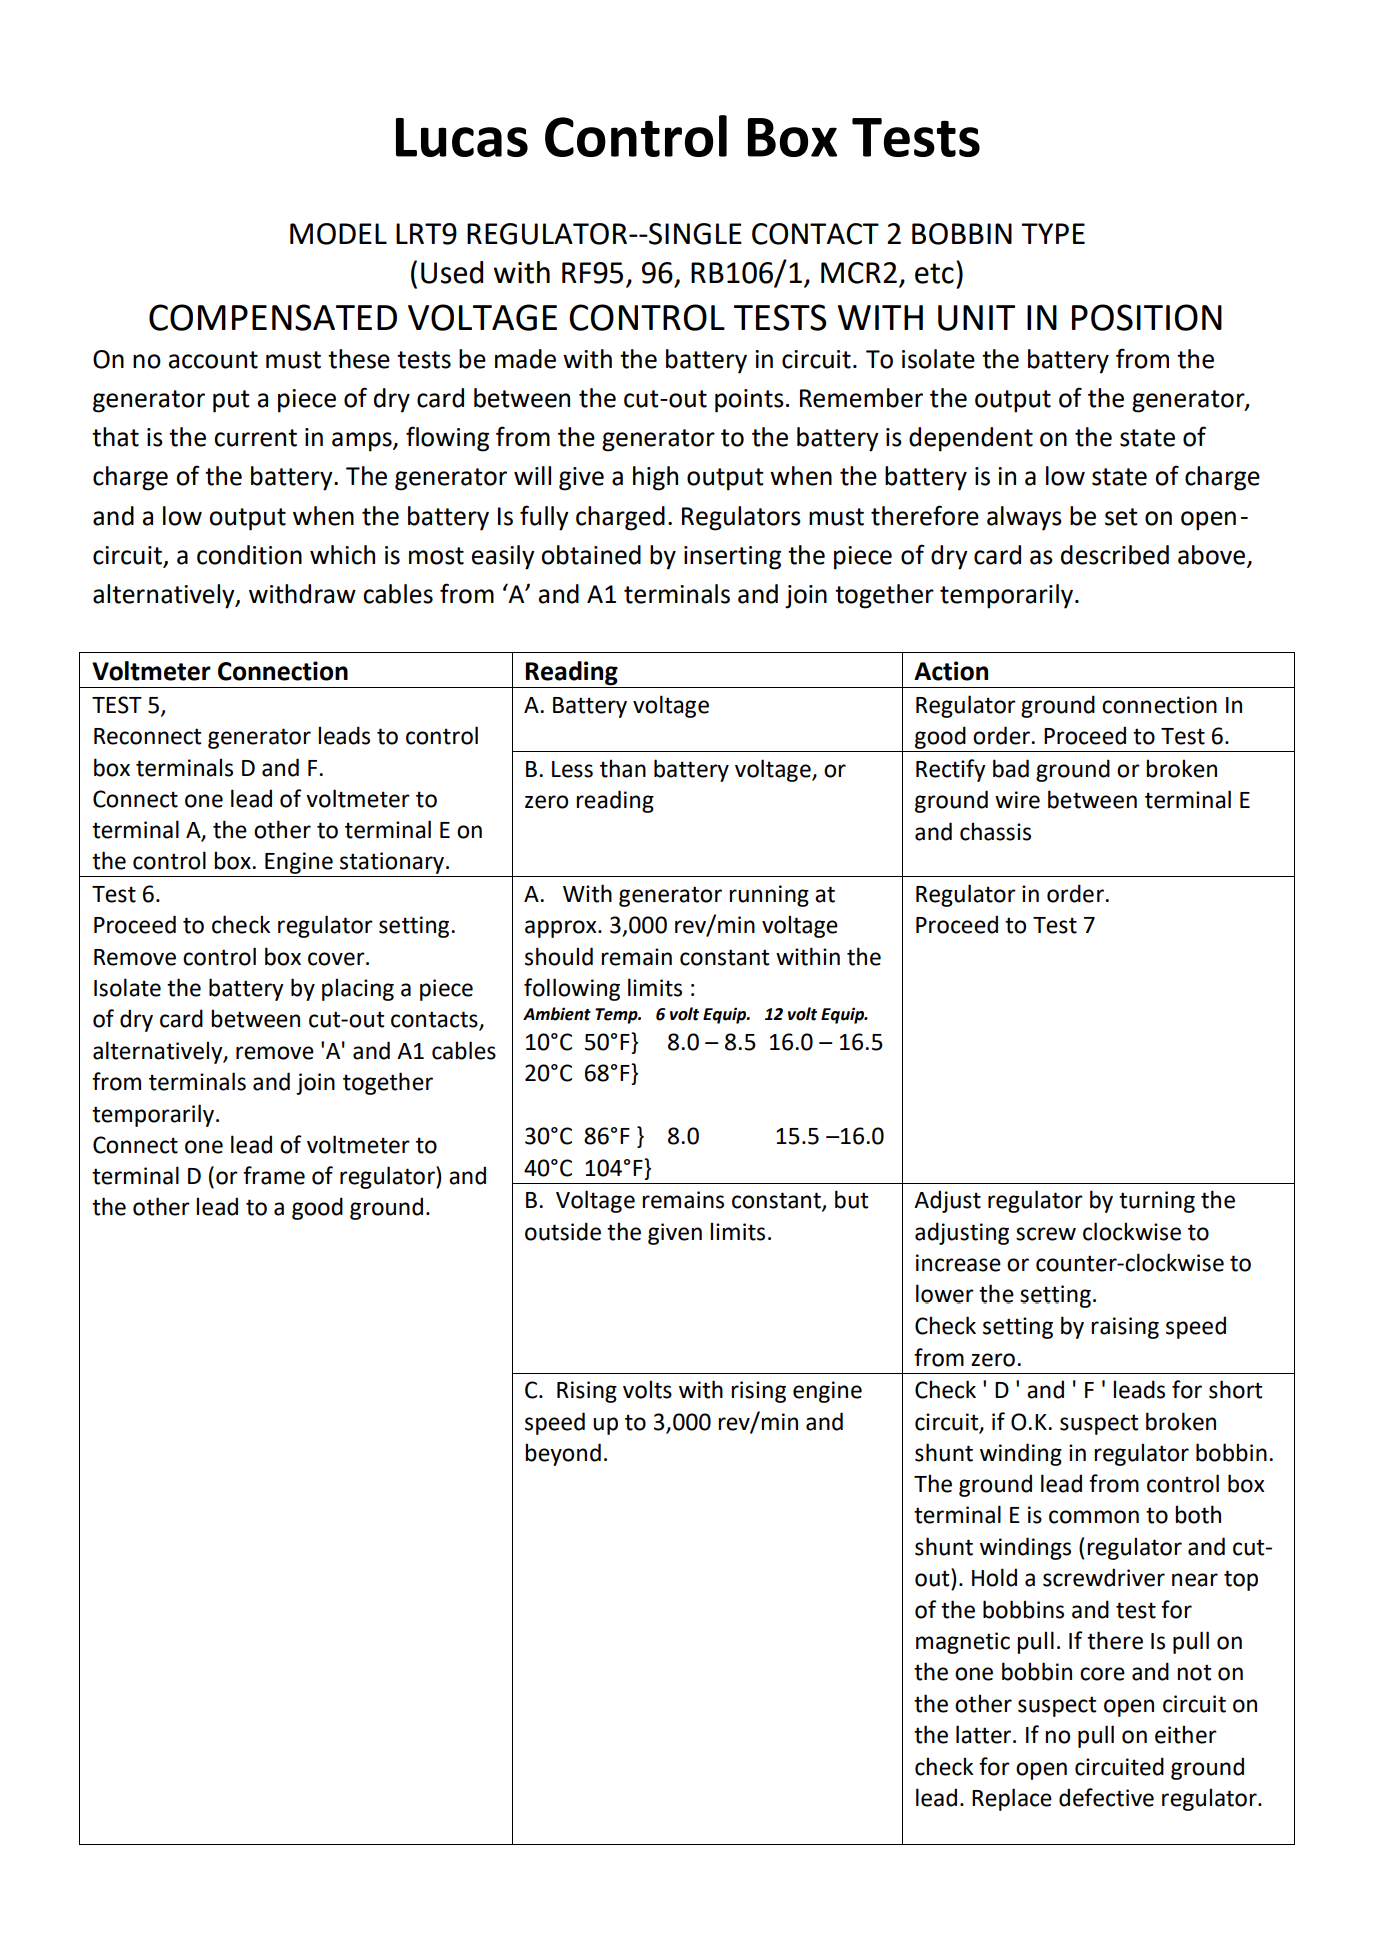 Lucas Control Box Tests
MODEL LRT9 REGULATOR--SINGLE CONTACT 2 BOBBIN TYPE
(Used with RF95, 96, RB106/1, MCR2, etc)
COMPENSATED VOLTAGE CONTROL TESTS WITH UNIT IN POSITION
On no account must these tests be made with the battery in circuit. To isolate the battery from the
generator put a piece of dry card between the cut-out points. Remember the output of the generator,
that is the current in amps, flowing from the generator to the battery is dependent on the state of
charge of the battery. The generator will give a high output when the battery is in a low state of charge
and a low output when the battery Is fully charged. Regulators must therefore always be set on open-
circuit, a condition which is most easily obtained by inserting the piece of dry card as described above,
alternatively, withdraw cables from ‘A’ and A1 terminals and join together temporarily.
Voltmeter Connection
Reading
Action
TEST 5,
Reconnect generator leads to control
box terminals D and F.
Connect one lead of voltmeter to
terminal A, the other to terminal E on
the control box. Engine stationary.
A. Battery voltage
Regulator ground connection In
good order. Proceed to Test 6.
B. Less than battery voltage, or
zero reading
Rectify bad ground or broken
ground wire between terminal E
and chassis
Test 6.
Proceed to check regulator setting.
Remove control box cover.
Isolate the battery by placing a piece
of dry card between cut-out contacts,
alternatively, remove 'A' and A1 cables
from terminals and join together
temporarily.
Connect one lead of voltmeter to
terminal D (or frame of regulator) and
the other lead to a good ground.
A. With generator running at
approx. 3,000 rev/min voltage
should remain constant within the
following limits :
Ambient Temp. 6 volt Equip. 12 volt Equip.
10°C 50°F} 8.0 – 8.5 16.0 – 16.5
20°C 68°F}
30°C 86°F } 8.0 15.5 –16.0
40°C 104°F}
Regulator in order.
Proceed to Test 7
B. Voltage remains constant, but
outside the given limits.
Adjust regulator by turning the
adjusting screw clockwise to
increase or counter-clockwise to
lower the setting.
Check setting by raising speed
from zero.
C. Rising volts with rising engine
speed up to 3,000 rev/min and
beyond.
Check ' D ' and ' F ' leads for short
circuit, if O.K. suspect broken
shunt winding in regulator bobbin.
The ground lead from control box
terminal E is common to both
shunt windings (regulator and cut-
out). Hold a screwdriver near top
of the bobbins and test for
magnetic pull. If there Is pull on
the one bobbin core and not on
the other suspect open circuit on
the latter. If no pull on either
check for open circuited ground
lead. Replace defective regulator.